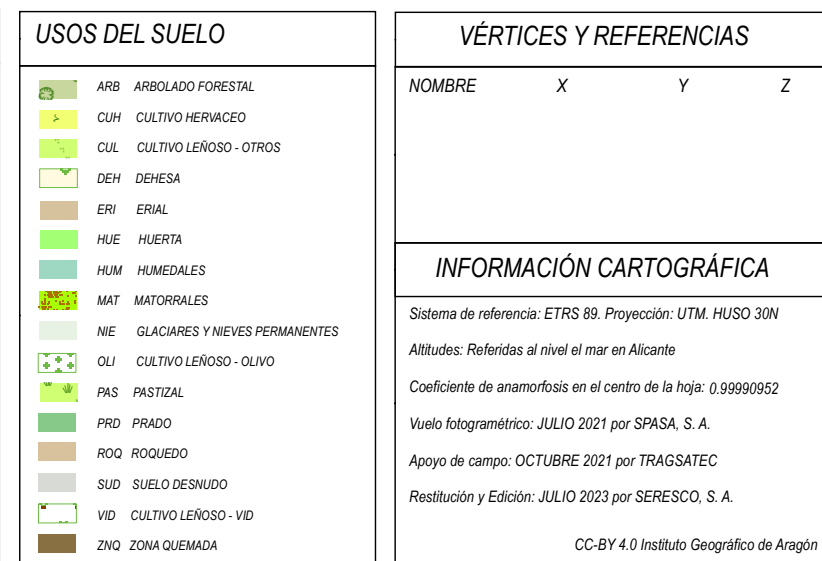 USOS DEL SUELO
ARB ARBOLADO FORESTAL
CUH CULTIVO HERVACEO
CUL CULTIVO LEÑOSO - OTROS
DEH DEHESA
ERI ERIAL
HUE HUERTA
HUM HUMEDALES
MAT MATORRALES
NIE GLACIARES Y NIEVES PERMANENTES
OLI CULTIVO LEÑOSO - OLIVO
PAS PASTIZAL
PRD PRADO
ROQ ROQUEDO
SUD SUELO DESNUDO
VID CULTIVO LEÑOSO - VID
ZNQ ZONA QUEMADA
VÉRTICES Y REFERENCIAS
NOMBRE X Y Z
INFORMACIÓN CARTOGRÁFICA
Sistema de referencia: ETRS 89. Proyección: UTM. HUSO 30N
Altitudes: Referidas al nivel el mar en Alicante
Coeficiente de anamorfosis en el centro de la hoja: 0.99990952
Vuelo fotogramétrico: JULIO 2021 por SPASA, S. A.
Apoyo de campo: OCTUBRE 2021 por TRAGSATEC
Restitución y Edición: JULIO 2023 por SERESCO, S. A.
CC-BY 4.0 Instituto Geográfico de Aragón